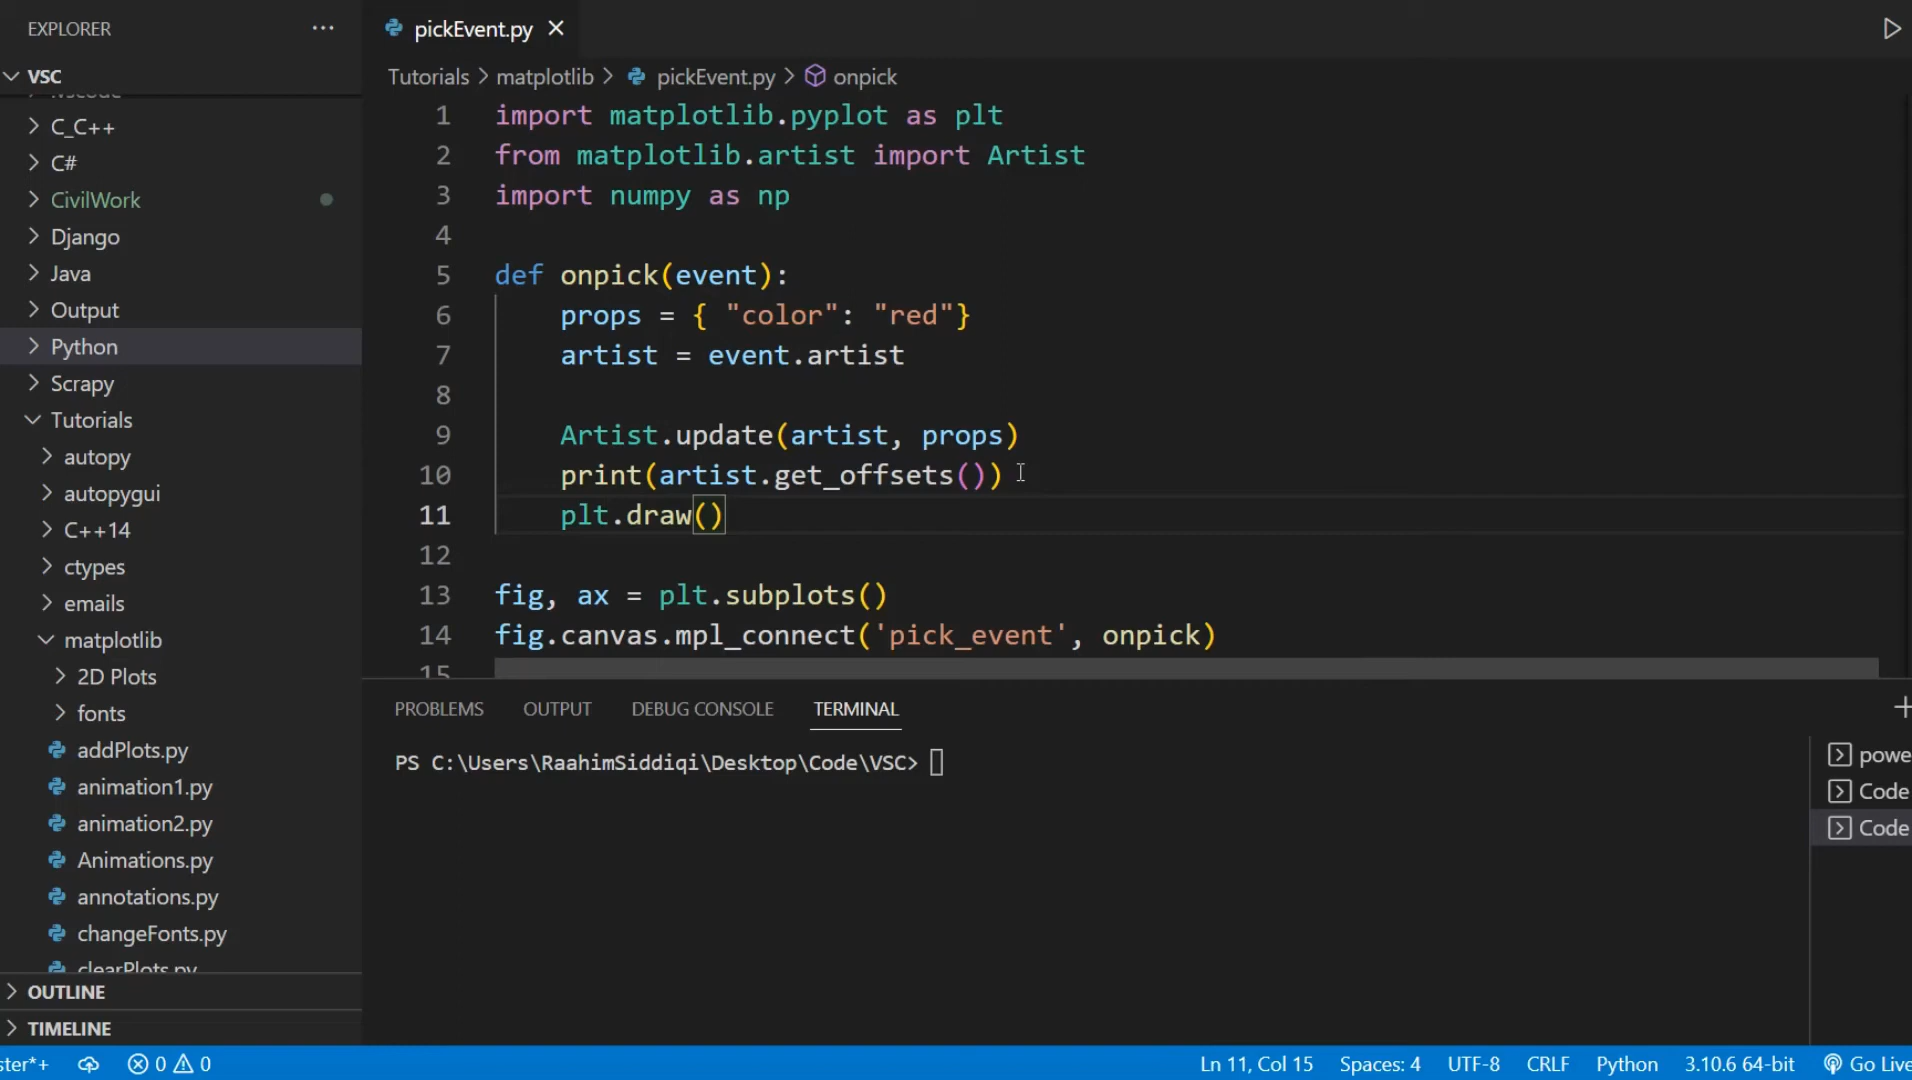 EXPLORER
pickEvent.py
VSC
Tutorials > matplotlib > pickEvent.py > onpick
.vscode
C_C++
C#
CivilWork
Django
Java
Output
Python
Scrapy
Tutorials
autopy
autopygui
C++14
ctypes
emails
matplotlib
2D Plots
fonts
addPlots.py
animation1.py
animation2.py
Animations.py
annotations.py
changeFonts.py
clearPlots.py
OUTLINE
TIMELINE
1 import matplotlib.pyplot as plt
2 from matplotlib.artist import Artist
3 import numpy as np
4
5 def onpick(event):
6 props = { "color": "red"}
7 artist = event.artist
8
9 Artist.update(artist, props)
10 print(artist.get_offsets())
11 plt.draw()
12
13 fig, ax = plt.subplots()
14 fig.canvas.mpl_connect('pick_event', onpick)
15
PROBLEMS OUTPUT DEBUG CONSOLE TERMINAL
PS C:\Users\RaahimSiddiqi\Desktop\Code\VSC>
powe
Code
Code
ster*+ 0 0 Ln 11, Col 15 Spaces: 4 UTF-8 CRLF Python 3.10.6 64-bit Go Live